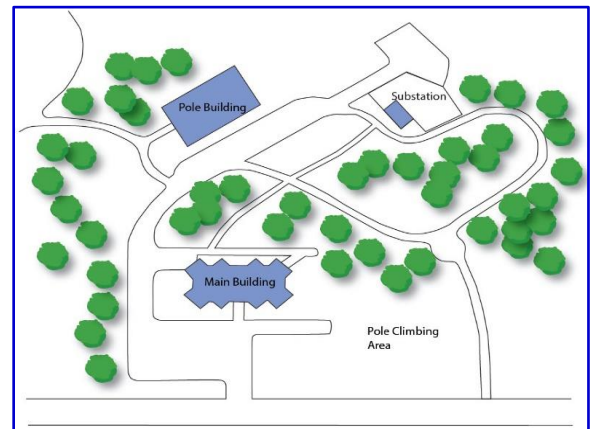 Substation
Pole Building
Main Building
Pole Climbing
Area